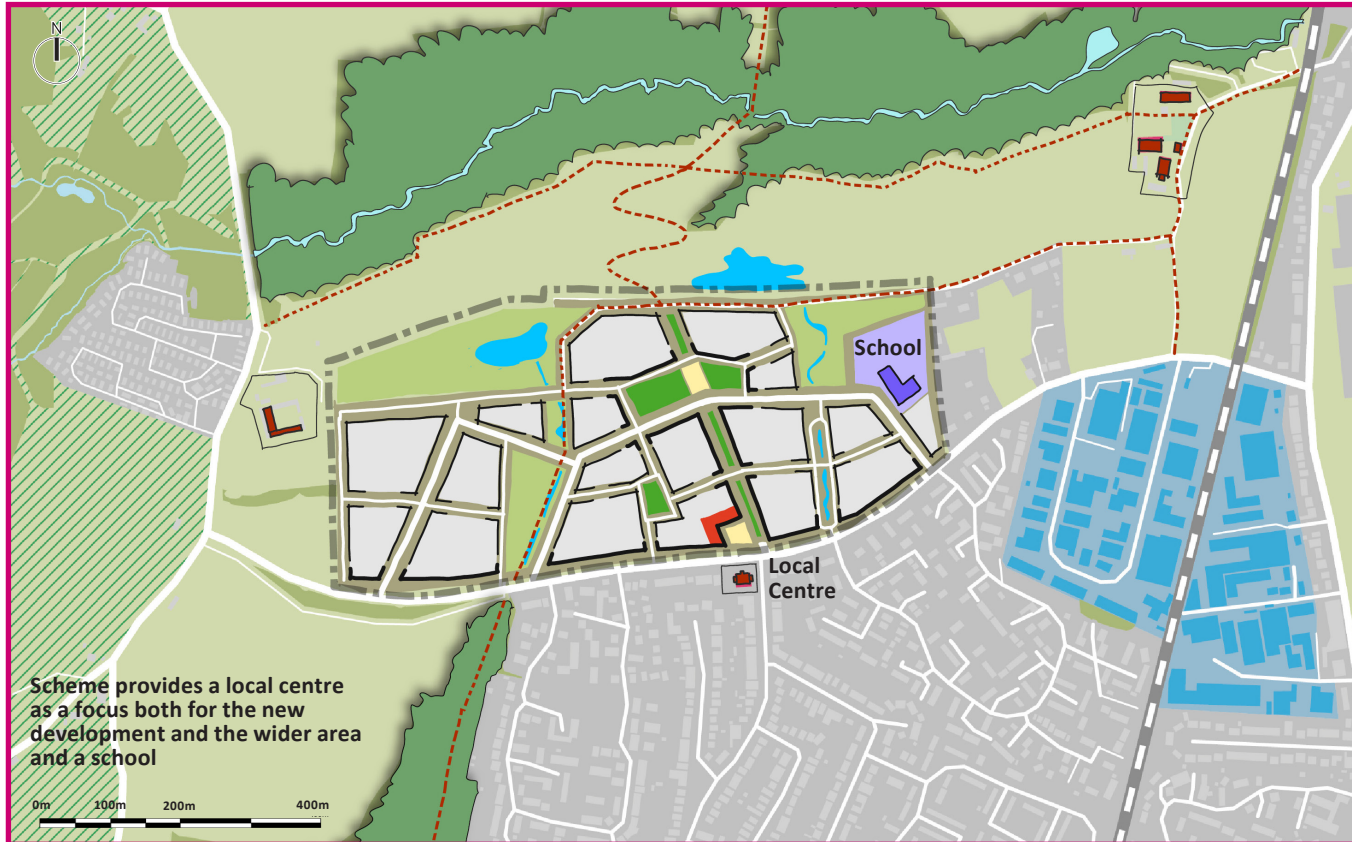 N
School
Local
Centre
Scheme provides a local centre
as a focus both for the new
development and the wider area
and a school
0m 100m 200m 400m